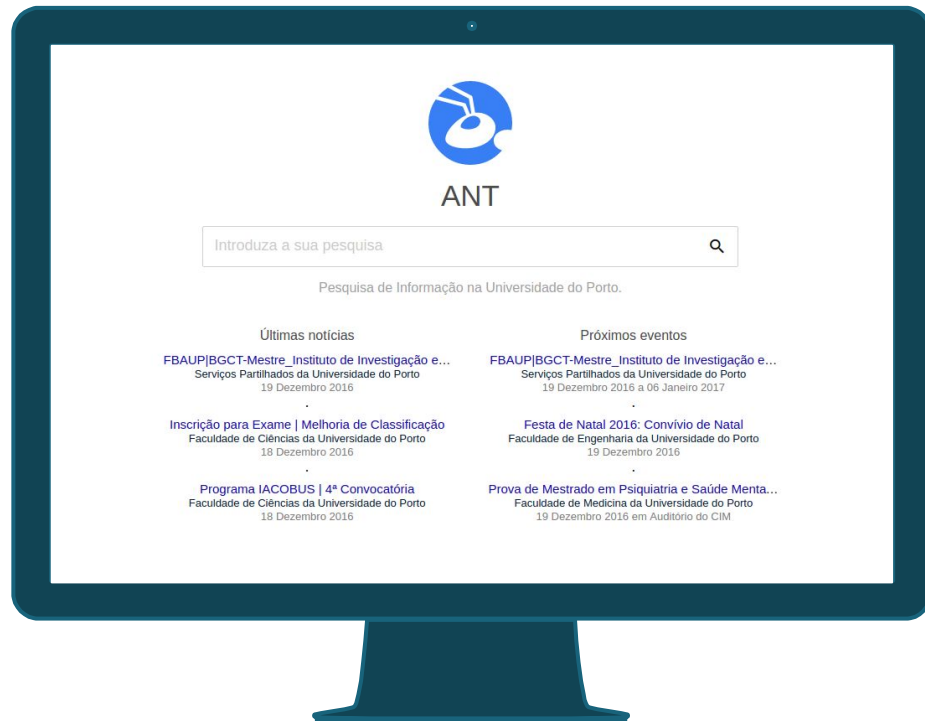 ANT
Introduza a sua pesquisa
Pesquisa de Informação na Universidade do Porto.
Últimas notícias
FBAUP|BGCT-Mestre_Instituto de Investigação e...
Serviços Partilhados da Universidade do Porto
19 Dezembro 2016
.
Inscrição para Exame | Melhoria de Classificação
Faculdade de Ciências da Universidade do Porto
18 Dezembro 2016
.
Programa IACOBUS | 4ª Convocatória
Faculdade de Ciências da Universidade do Porto
18 Dezembro 2016
Próximos eventos
FBAUP|BGCT-Mestre_Instituto de Investigação e...
Serviços Partilhados da Universidade do Porto
19 Dezembro 2016 a 06 Janeiro 2017
.
Festa de Natal 2016: Convívio de Natal
Faculdade de Engenharia da Universidade do Porto
19 Dezembro 2016
.
Prova de Mestrado em Psiquiatria e Saúde Menta...
Faculdade de Medicina da Universidade do Porto
19 Dezembro 2016 em Auditório do CIM